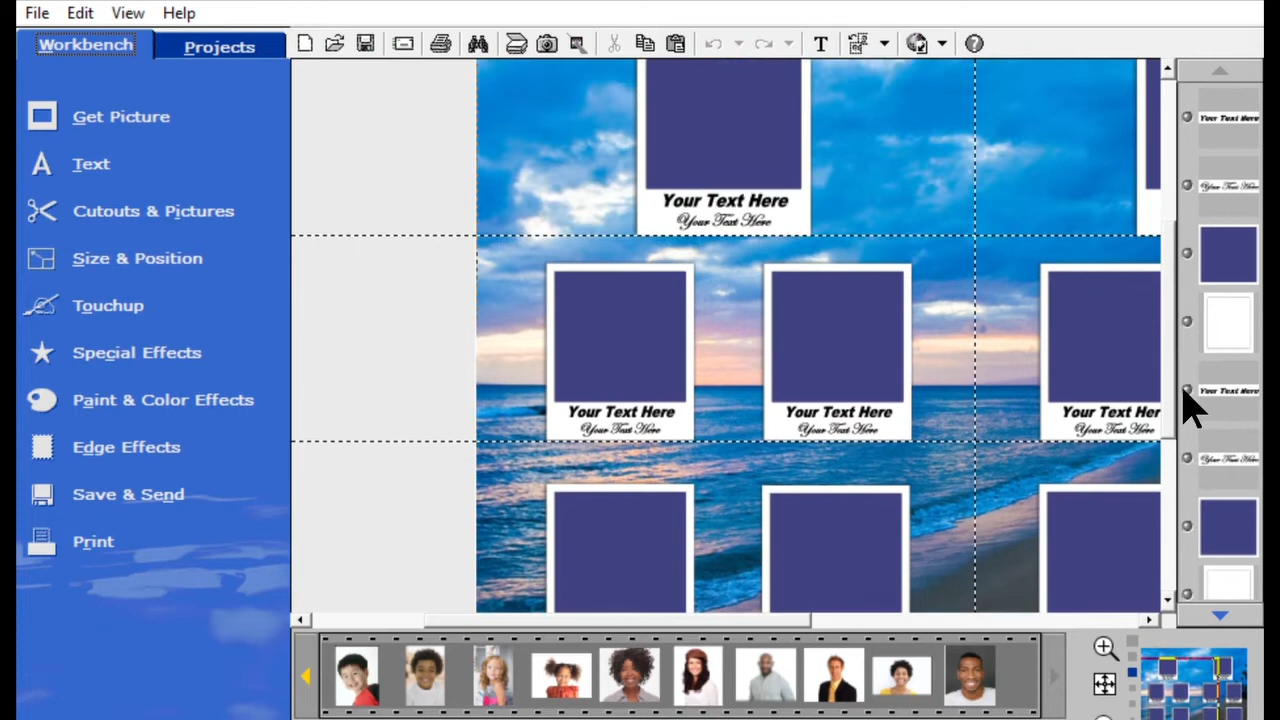 File Edit View Help
Workbench Projects
Get Picture
Text
Cutouts & Pictures
Size & Position
Touchup
Special Effects
Paint & Color Effects
Edge Effects
Save & Send
Print
T
Your Text Here
Your Text Here
Your Text Here Your Text Here Your Text Her
Your Text Here Your Text Here Your Text Here
Your Text Here
Your Text Here
Your Text Here
Your Text Here